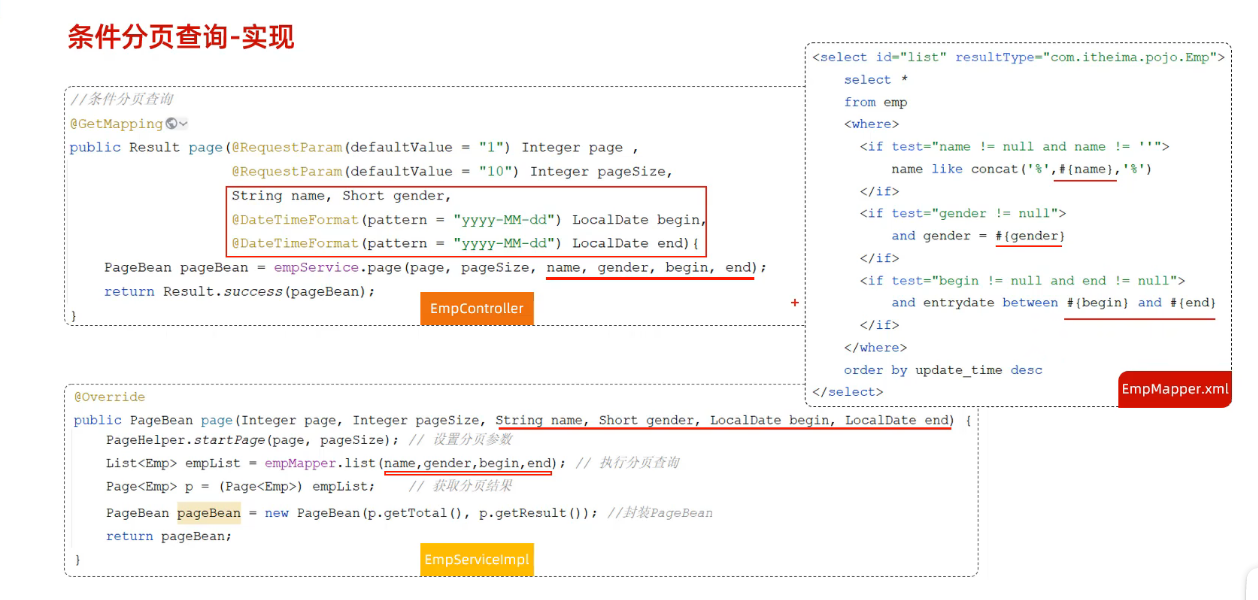 条件分页查询-实现
//条件分页查询
@GetMapping
public Result page(@RequestParam(defaultValue = "1") Integer page ,
@RequestParam(defaultValue = "10") Integer pageSize,
String name, Short gender,
@DateTimeFormat(pattern = "yyyy-MM-dd") LocalDate begin,
@DateTimeFormat(pattern = "yyyy-MM-dd") LocalDate end){
PageBean pageBean = empService.page(page, pageSize, name, gender, begin, end);
return Result.success(pageBean);
}
EmpController
<select id="list" resultType="com.itheima.pojo.Emp">
select *
from emp
<where>
<if test="name != null and name != ''">
name like concat('%',#{name},'%')
</if>
<if test="gender != null">
and gender = #{gender}
</if>
<if test="begin != null and end != null">
and entrydate between #{begin} and #{end}
</if>
</where>
order by update_time desc
</select>
EmpMapper.xml
@Override
public PageBean page(Integer page, Integer pageSize, String name, Short gender, LocalDate begin, LocalDate end) {
PageHelper.startPage(page, pageSize); // 设置分页参数
List<Emp> empList = empMapper.list(name,gender,begin,end); // 执行分页查询
Page<Emp> p = (Page<Emp>) empList; // 获取分页结果
PageBean pageBean = new PageBean(p.getTotal(), p.getResult()); //封装PageBean
return pageBean;
}
EmpServiceImpl